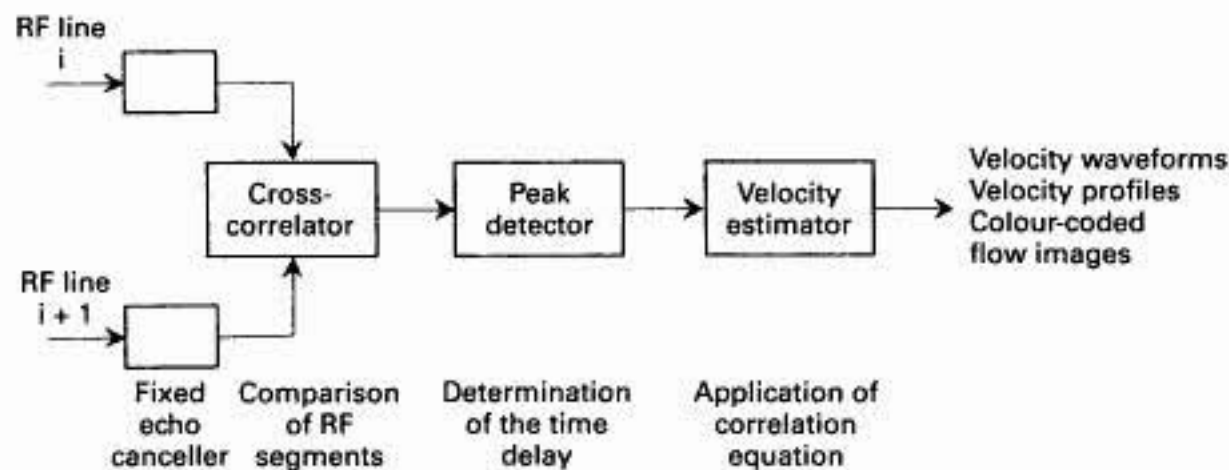 RF line
i
Cross-
correlator
Peak
detector
Velocity
estimator
Velocity waveforms
Velocity profiles
Colour-coded
flow images
RF line
i + 1
Fixed
echo
canceller
Comparison
of RF
segments
Determination
of the time
delay
Application of
correlation
equation